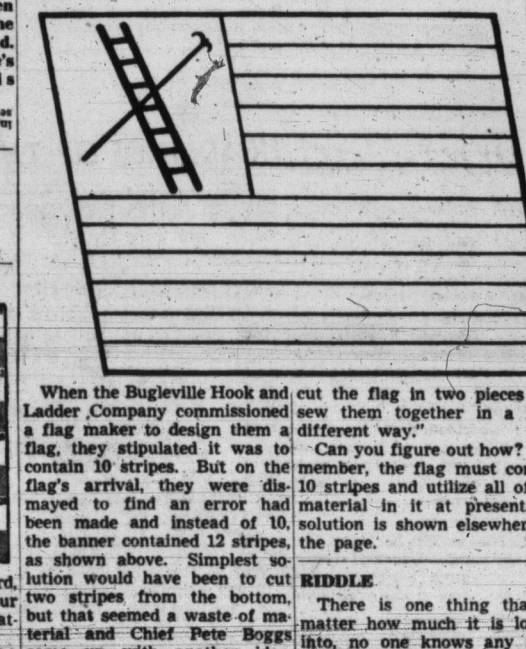 When the Bugleville Hook and
Ladder Company commissioned
a flag maker to design them a
flag, they stipulated it was to
contain 10 stripes. But on the
flag's arrival, they were dis-
mayed to find an error had
been made and instead of 10,
the banner contained 12 stripes,
as shown above. Simplest so-
lution would have been to cut
two stripes from the bottom,
but that seemed a waste of ma-
terial and Chief Pete Boggs
cut the flag in two pieces
sew them together in a
different way."
Can you figure out how?
member, the flag must con
10 stripes and utilize all of
material in it at present
solution is shown elsewher
the page.
RIDDLE
There is one thing tha
matter how much it is lo
into, no one knows any